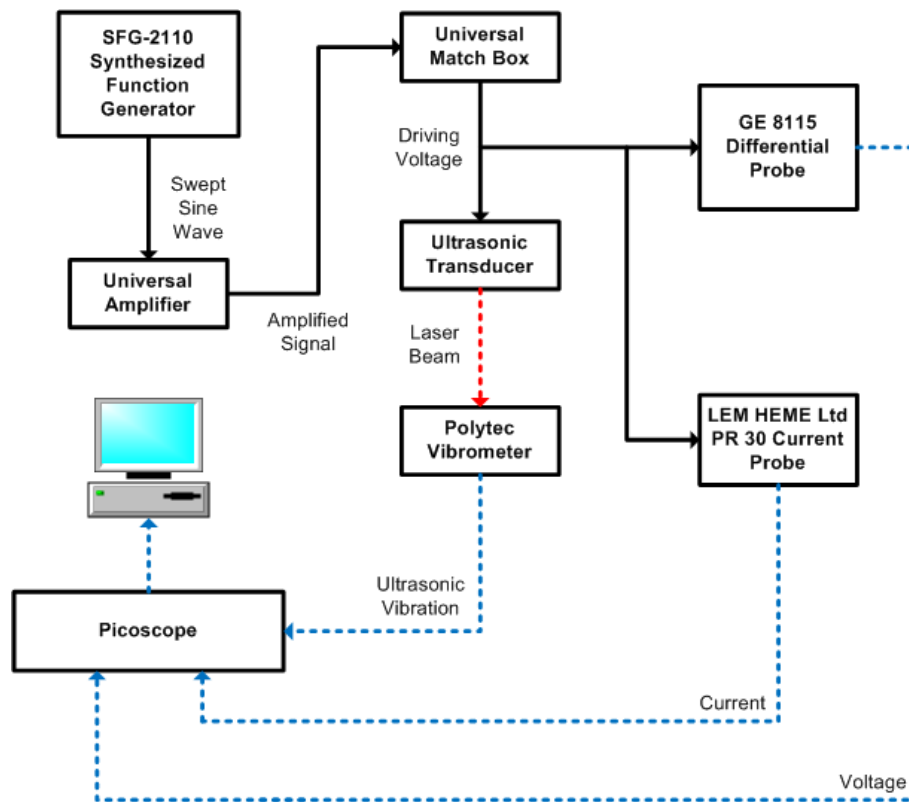 SFG-2110
Synthesized
Function
Generator
Universal
Match Box
GE 8115
Differential
Probe
Driving
Voltage
Swept
Sine
Wave
Ultrasonic
Transducer
Universal
Amplifier
Amplified
Signal
Laser
Beam
LEM HEME Ltd
PR 30 Current
Probe
Polytec
Vibrometer
Ultrasonic
Vibration
Picoscope
Current
Voltage